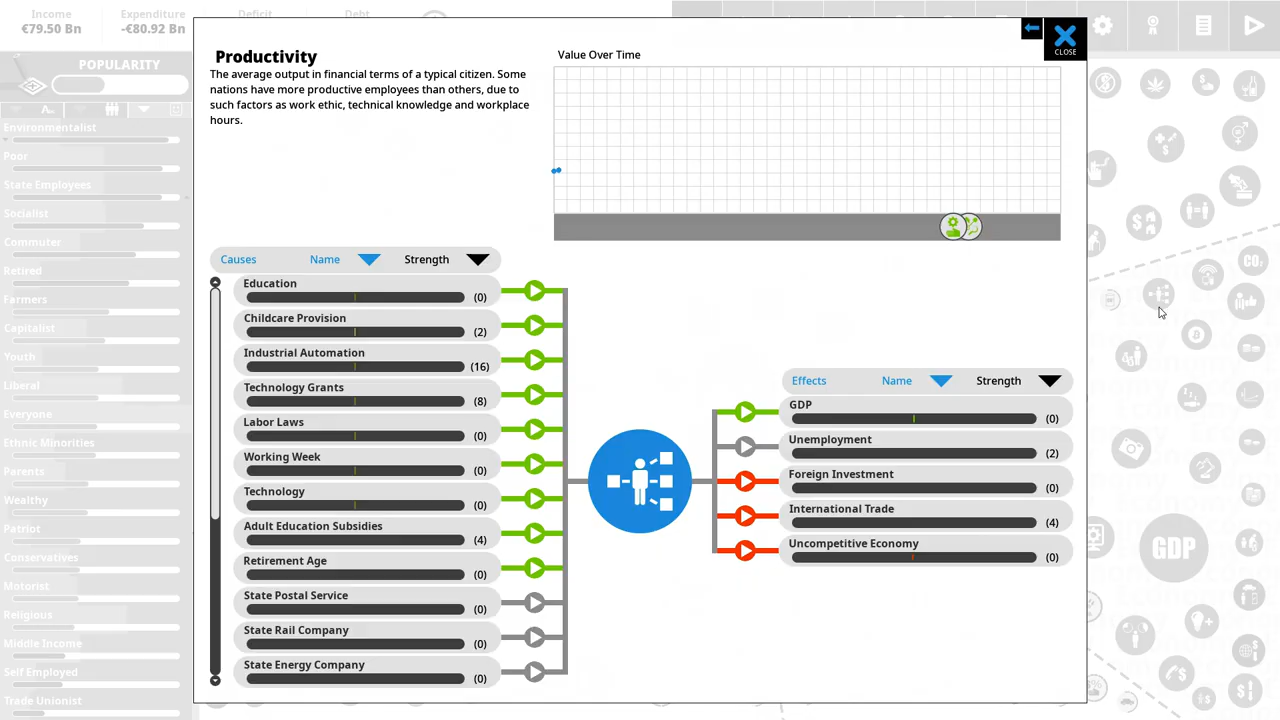 Income
Expenditure
Deficit
Debt
€79.50 Bn
-€80.92 Bn
POPULARITY
Environmentalist
Poor
State Employees
Socialist
Commuter
Retired
Farmers
Capitalist
Youth
Liberal
Everyone
Ethnic Minorities
Parents
Wealthy
Patriot
Conservatives
Motorist
Religious
Middle Income
Self Employed
Trade Unionist
Productivity
The average output in financial terms of a typical citizen. Some
nations have more productive employees than others, due to
such factors as work ethic, technical knowledge and workplace
hours.
Value Over Time
CLOSE
Causes
Name
Strength
Education
(0)
Childcare Provision
(2)
Industrial Automation
(16)
Technology Grants
(8)
Labor Laws
(0)
Working Week
(0)
Technology
(0)
Adult Education Subsidies
(4)
Retirement Age
(0)
State Postal Service
(0)
State Rail Company
(0)
State Energy Company
(0)
Effects
Name
Strength
GDP
(0)
Unemployment
(2)
Foreign Investment
(0)
International Trade
(4)
Uncompetitive Economy
(0)
CO₂
GDP